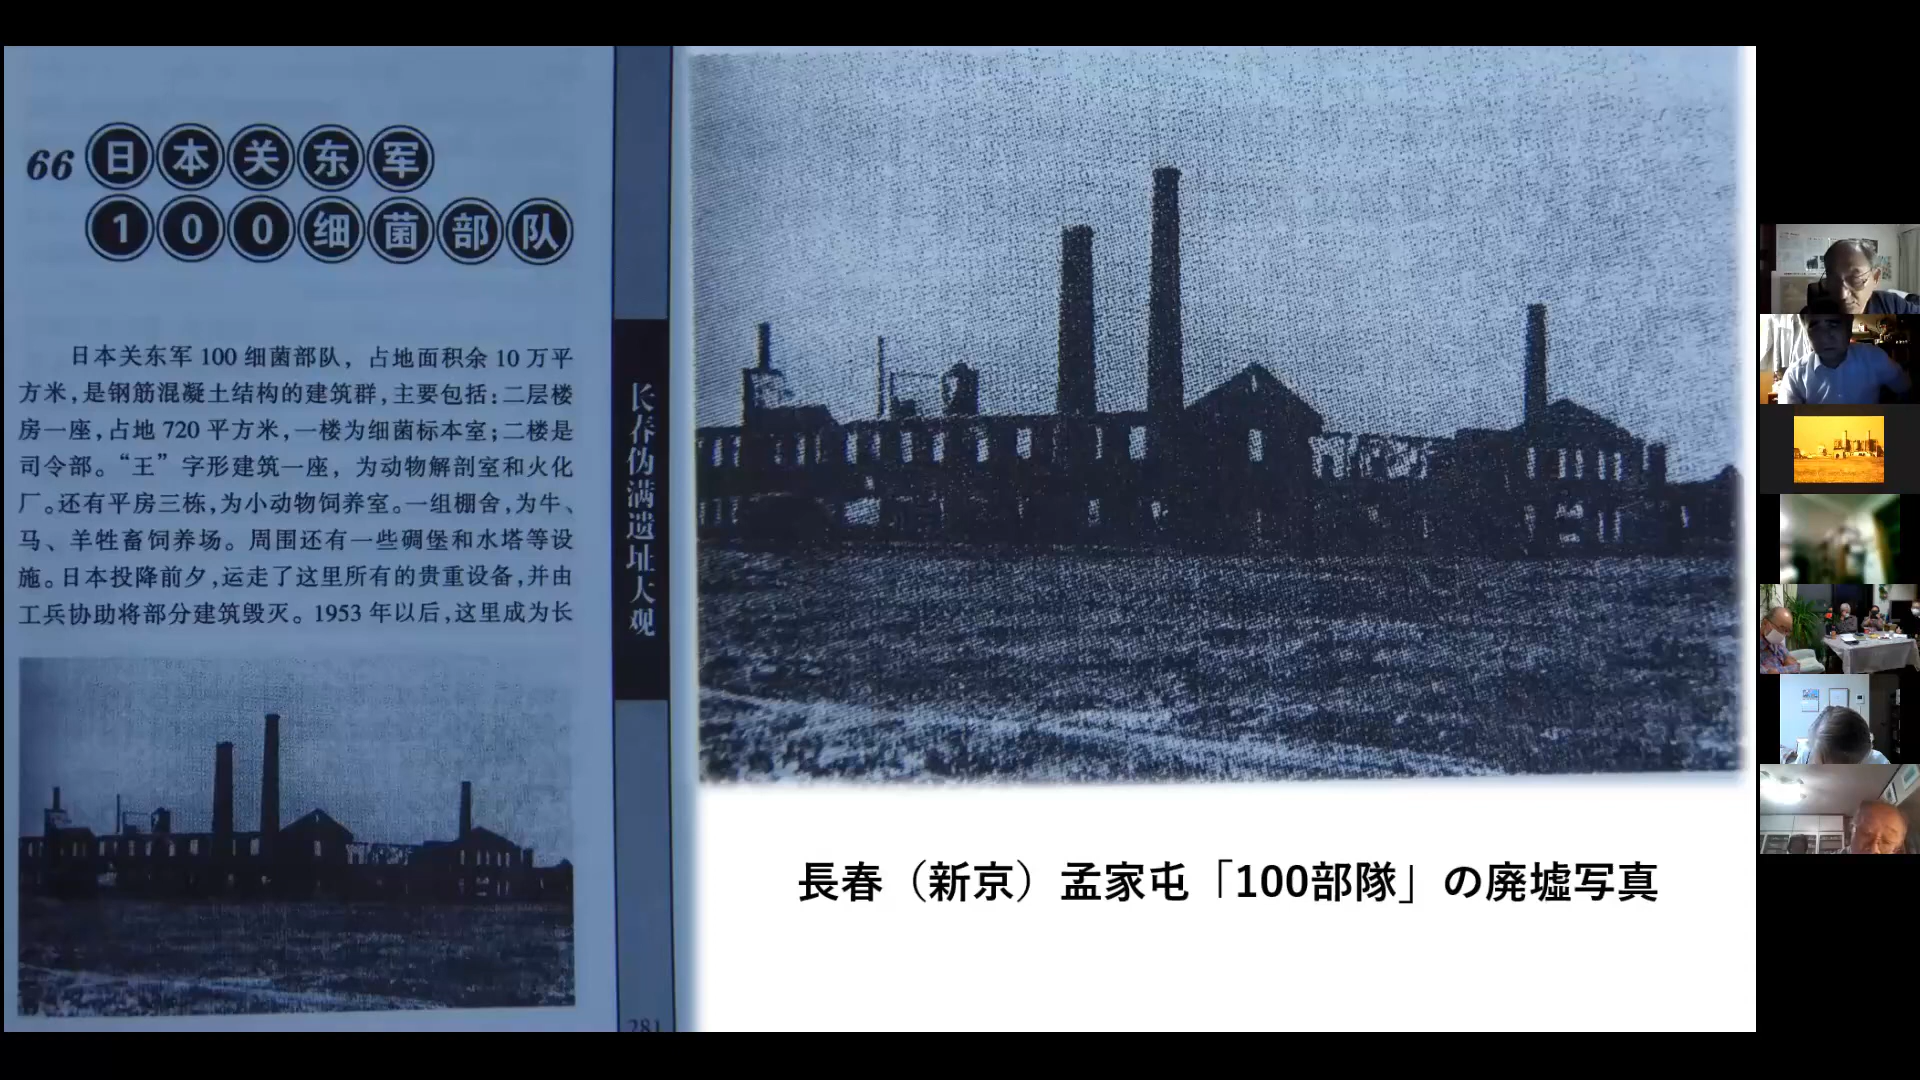 66 日本关东军
100细菌部队
日本关东军 100 细菌部队，占地面积余 10 万平
方米，是钢筋混凝土结构的建筑群，主要包括：二层楼
房一座，占地 720 平方米，一楼为细菌标本室；二楼是
司令部。“王”字形建筑一座，为动物解剖室和火化
厂。还有平房三栋，为小动物饲养室。一组棚舍，为牛、
马、羊牲畜饲养场。周围还有一些碉堡和水塔等设
施。日本投降前夕，运走了这里所有的贵重设备，并由
工兵协助将部分建筑毁灭。1953 年以后，这里成为长
长春伪满遗址大观
281
長春（新京）孟家屯「100部隊」の廃墟写真